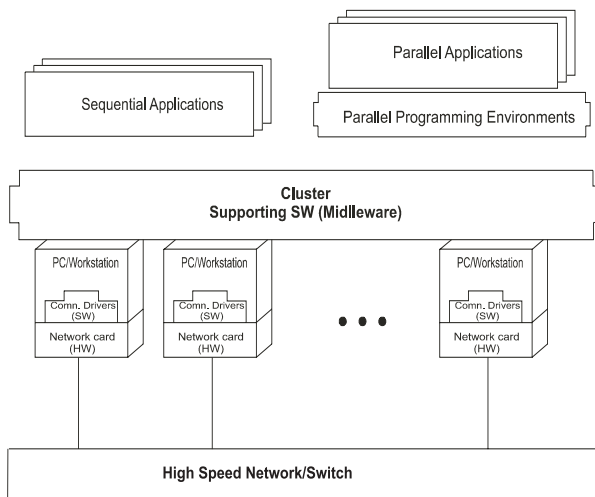 Parallel Applications
Sequential Applications
Parallel Programming Environments
Cluster
Supporting SW (Midlleware)
PC/Workstation
Comn. Drivers
(SW)
Network card
(HW)
PC/Workstation
Comn. Drivers
(SW)
Network card
(HW)
PC/Workstation
Comn. Drivers
(SW)
Network card
(HW)
High Speed Network/Switch